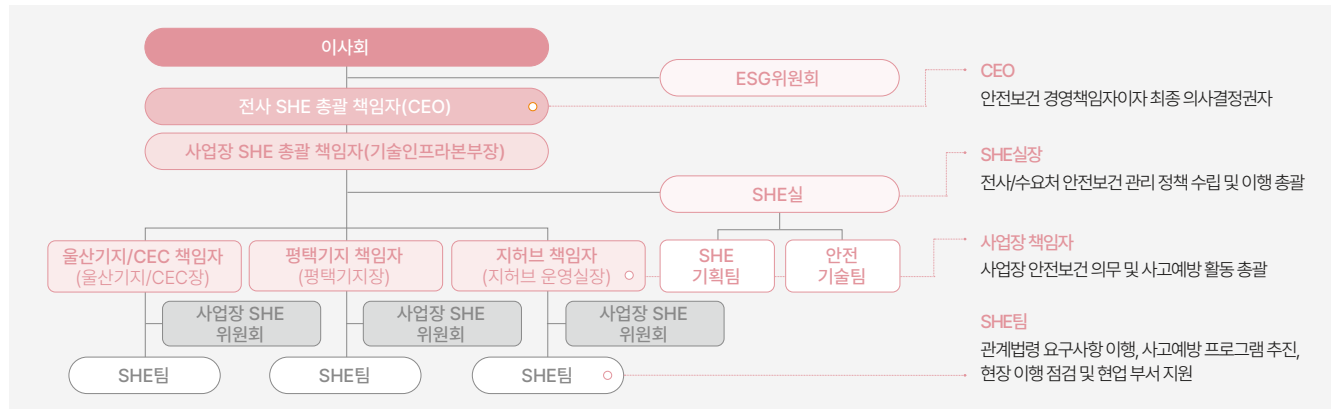 이사회
ESG위원회
전사 SHE 총괄 책임자(CEO)
사업장 SHE 총괄 책임자(기술인프라본부장)
SHE실
울산기지/CEC 책임자
(울산기지/CEC장)
평택기지 책임자
(평택기지장)
지허브 책임자
(지허브 운영실장)
SHE
기획팀
안전
기술팀
사업장 SHE
위원회
사업장 SHE
위원회
사업장 SHE
위원회
SHE팀
SHE팀
SHE팀
CEO
안전보건 경영책임자이자 최종 의사결정권자
SHE실장
전사/수요처 안전보건 관리 정책 수립 및 이행 총괄
사업장 책임자
사업장 안전보건 의무 및 사고예방 활동 총괄
SHE팀
관계법령 요구사항 이행, 사고예방 프로그램 추진,
현장 이행 점검 및 현업 부서 지원